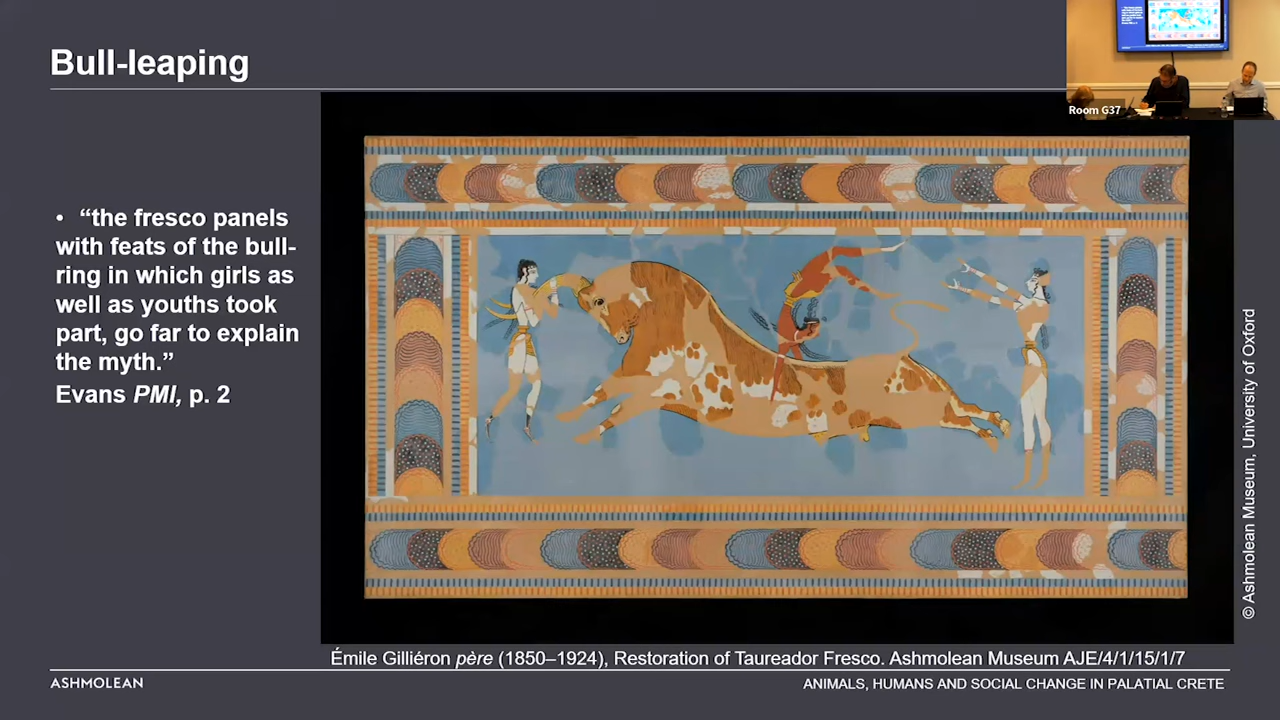 Bull-leaping
Room G37
• “the fresco panels
with feats of the bull-
ring in which girls as
well as youths took
part, go far to explain
the myth.”
Evans PMI, p. 2
© Ashmolean Museum, University of Oxford
Émile Gilliéron père (1850–1924), Restoration of Taureador Fresco. Ashmolean Museum AJE/4/1/15/1/7
ASHMOLEAN
ANIMALS, HUMANS AND SOCIAL CHANGE IN PALATIAL CRETE